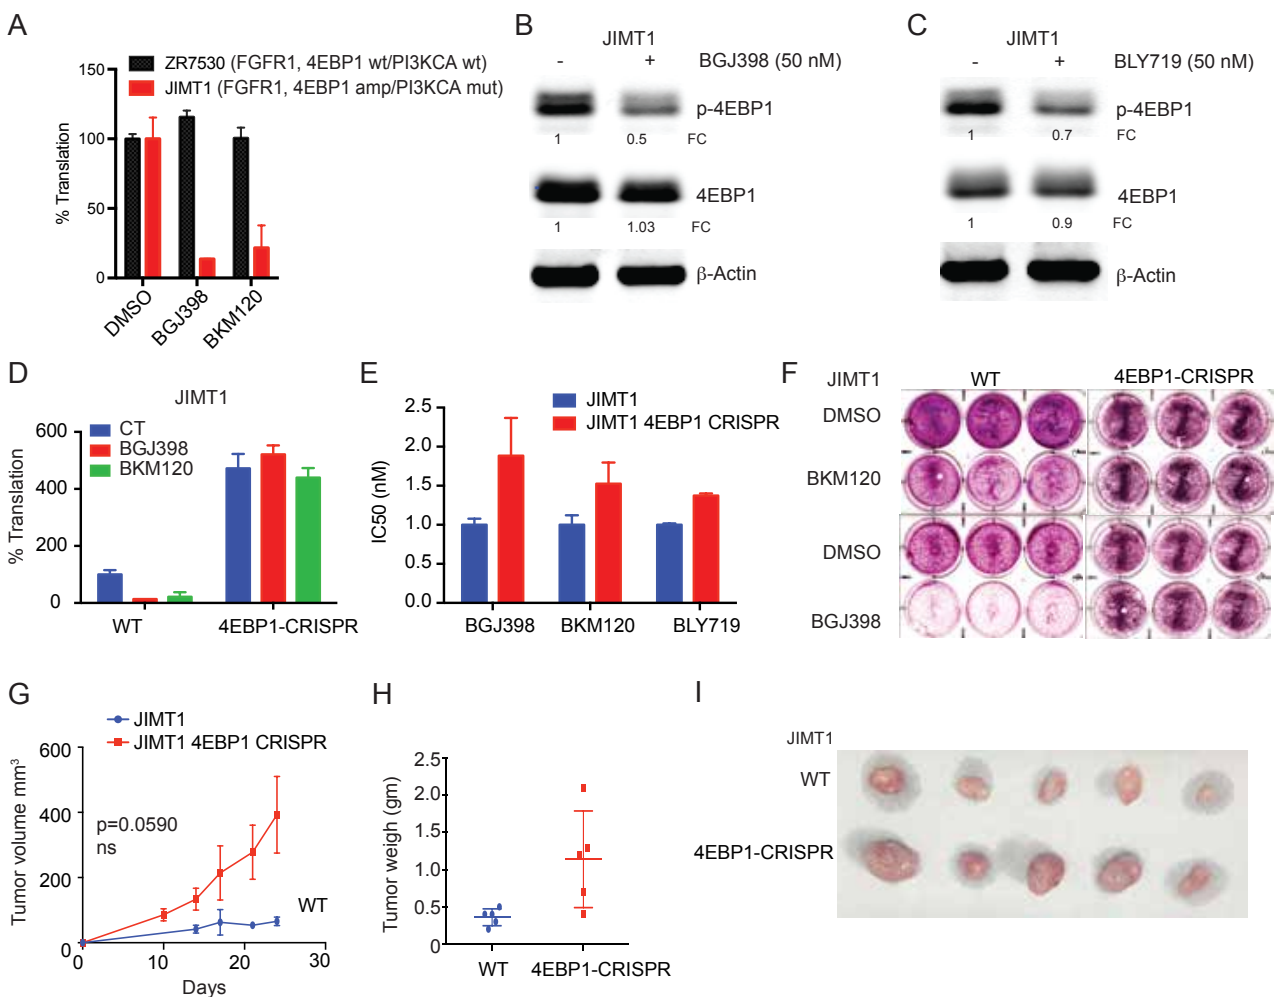 A
ZR7530 (FGFR1, 4EBP1 wt/PI3KCA wt)
JIMT1 (FGFR1, 4EBP1 amp/PI3KCA mut)
% Translation
150
100
50
0
DMSO
BGJ398
BKM120
B
JIMT1
- + BGJ398 (50 nM)
p-4EBP1
1 0.5 FC
4EBP1
1 1.03 FC
β-Actin
C
JIMT1
- + BLY719 (50 nM)
p-4EBP1
1 0.7 FC
4EBP1
1 0.9 FC
β-Actin
D
JIMT1
CT
BGJ398
BKM120
% Translation
600
400
200
0
WT 4EBP1-CRISPR
E
JIMT1
JIMT1 4EBP1 CRISPR
IC50 (nM)
2.5
2.0
1.5
1.0
0.5
0.0
BGJ398 BKM120 BLY719
F
JIMT1 WT 4EBP1-CRISPR
DMSO
BKM120
DMSO
BGJ398
G
JIMT1
JIMT1 4EBP1 CRISPR
Tumor volume mm³
600
400
200
0
p=0.0590
ns
WT
0 10 20 30
Days
H
Tumor weigh (gm)
2.5
2.0
1.5
1.0
0.5
0
WT 4EBP1-CRISPR
I
JIMT1
WT
4EBP1-CRISPR